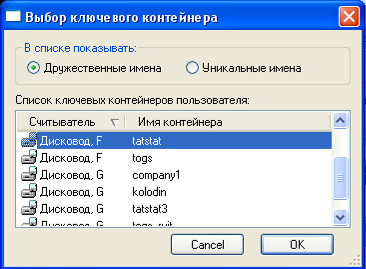 Выбор ключевого контейнера
В списке показывать:
Дружественные имена Уникальные имена
Список ключевых контейнеров пользователя:
Считыватель Имя контейнера
Дисковод, F tatstat
Дисковод, F togs
Дисковод, G company1
Дисковод, G kolodin
Дисковод, G tatstat3
Дисковод, G
Cancel OK